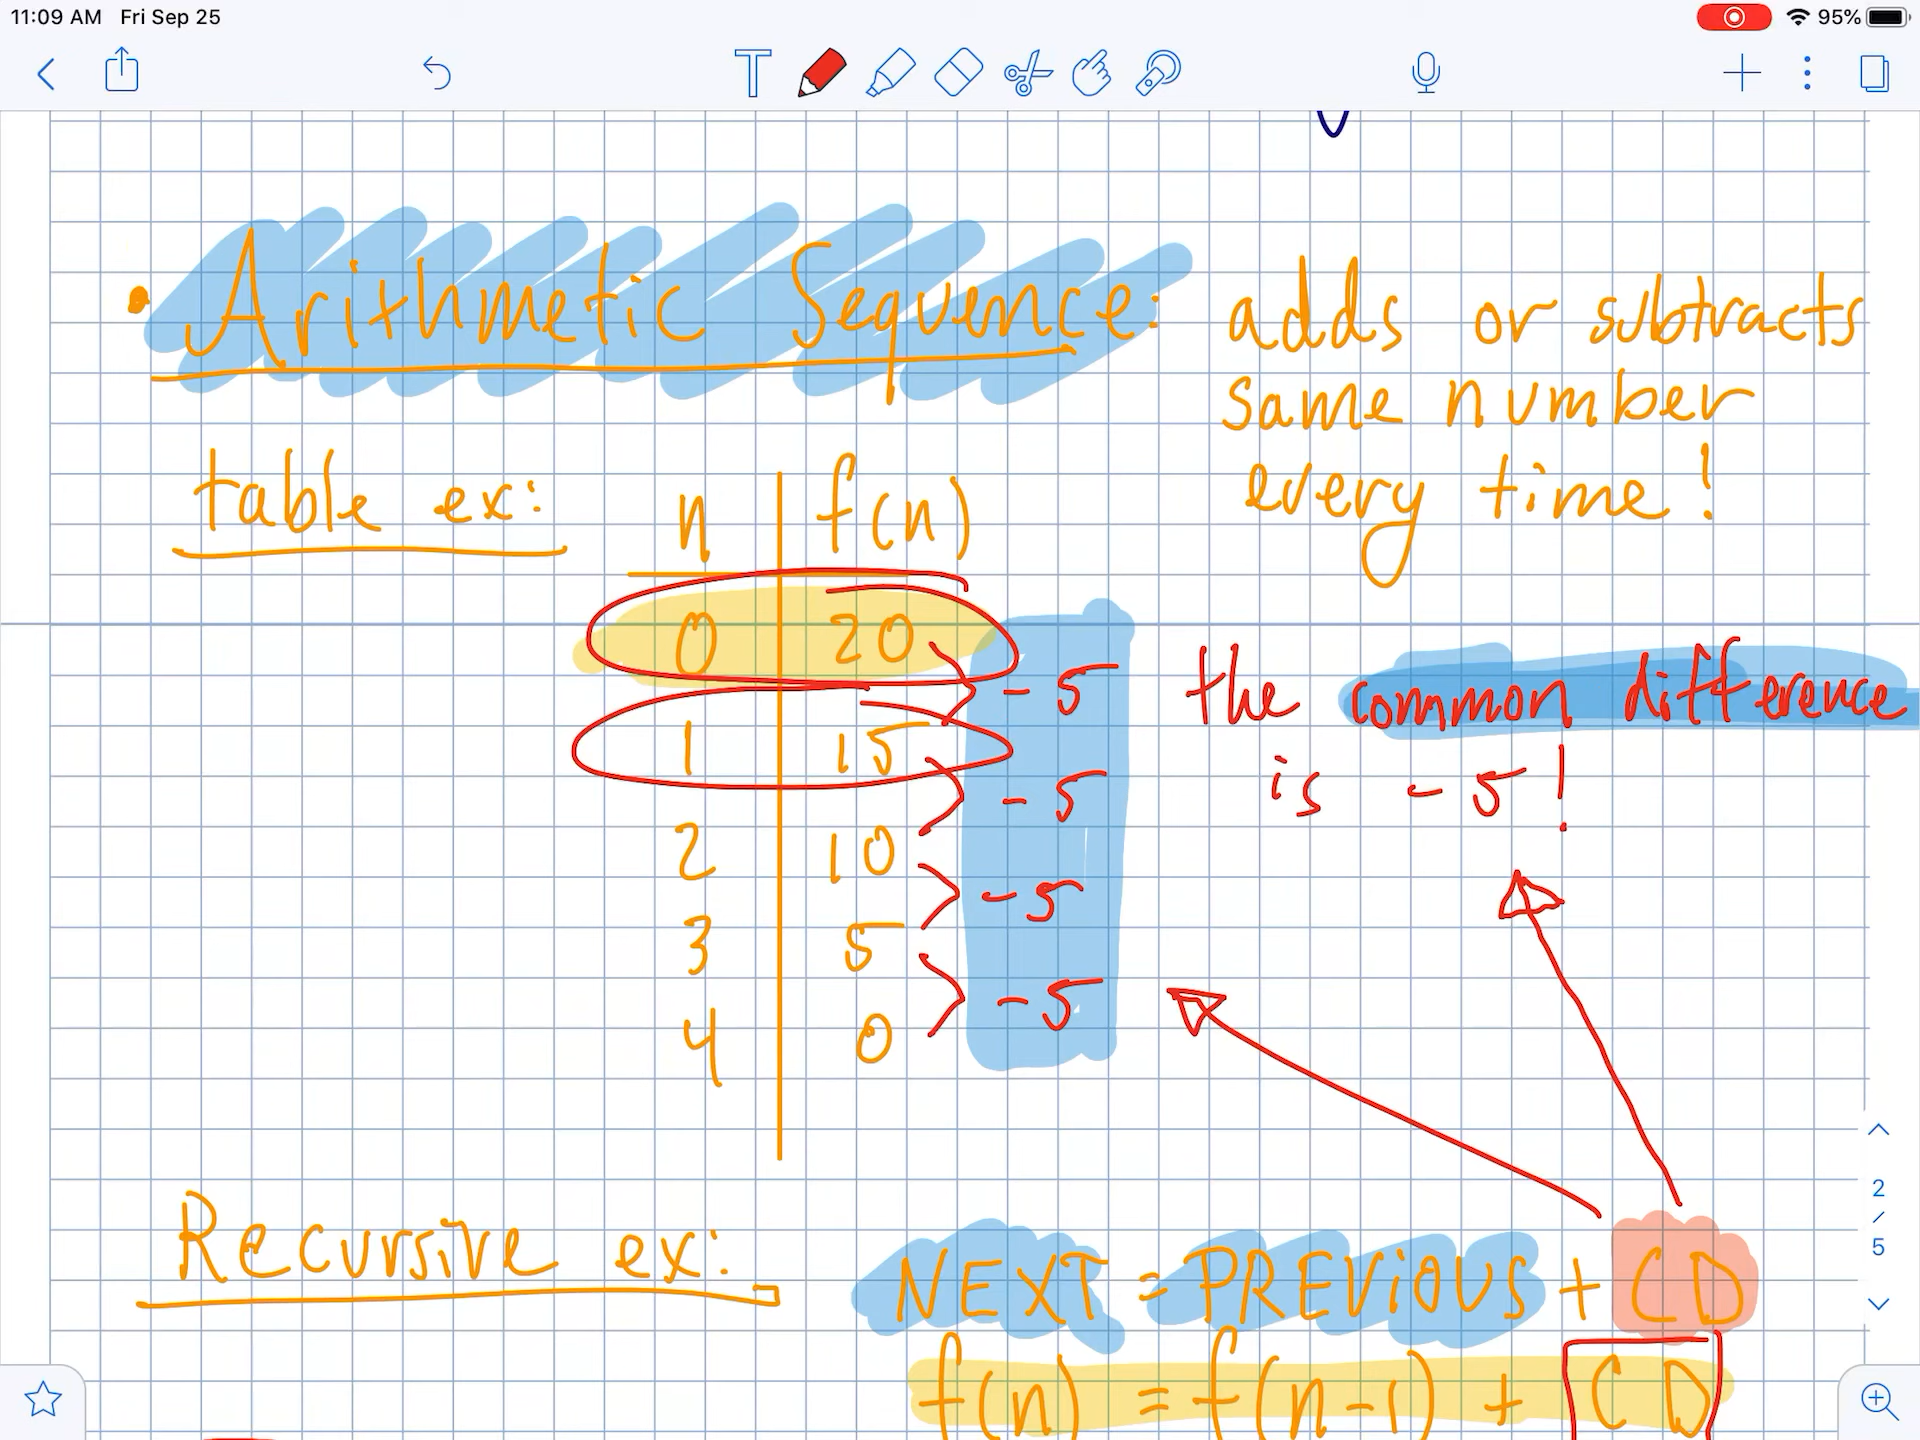 11:09 AM Fri Sep 25
95%
T
Arithmetic Sequence: adds or subtracts
same number
every time!
table ex:
n f(n)
0 20
1 15
2 10
3 5
4 0
-5
-5
-5
-5
the common difference
is -5!
Recursive ex:
NEXT = PREVIOUS + CD
f(n) = f(n-1) + CD
2
/
5